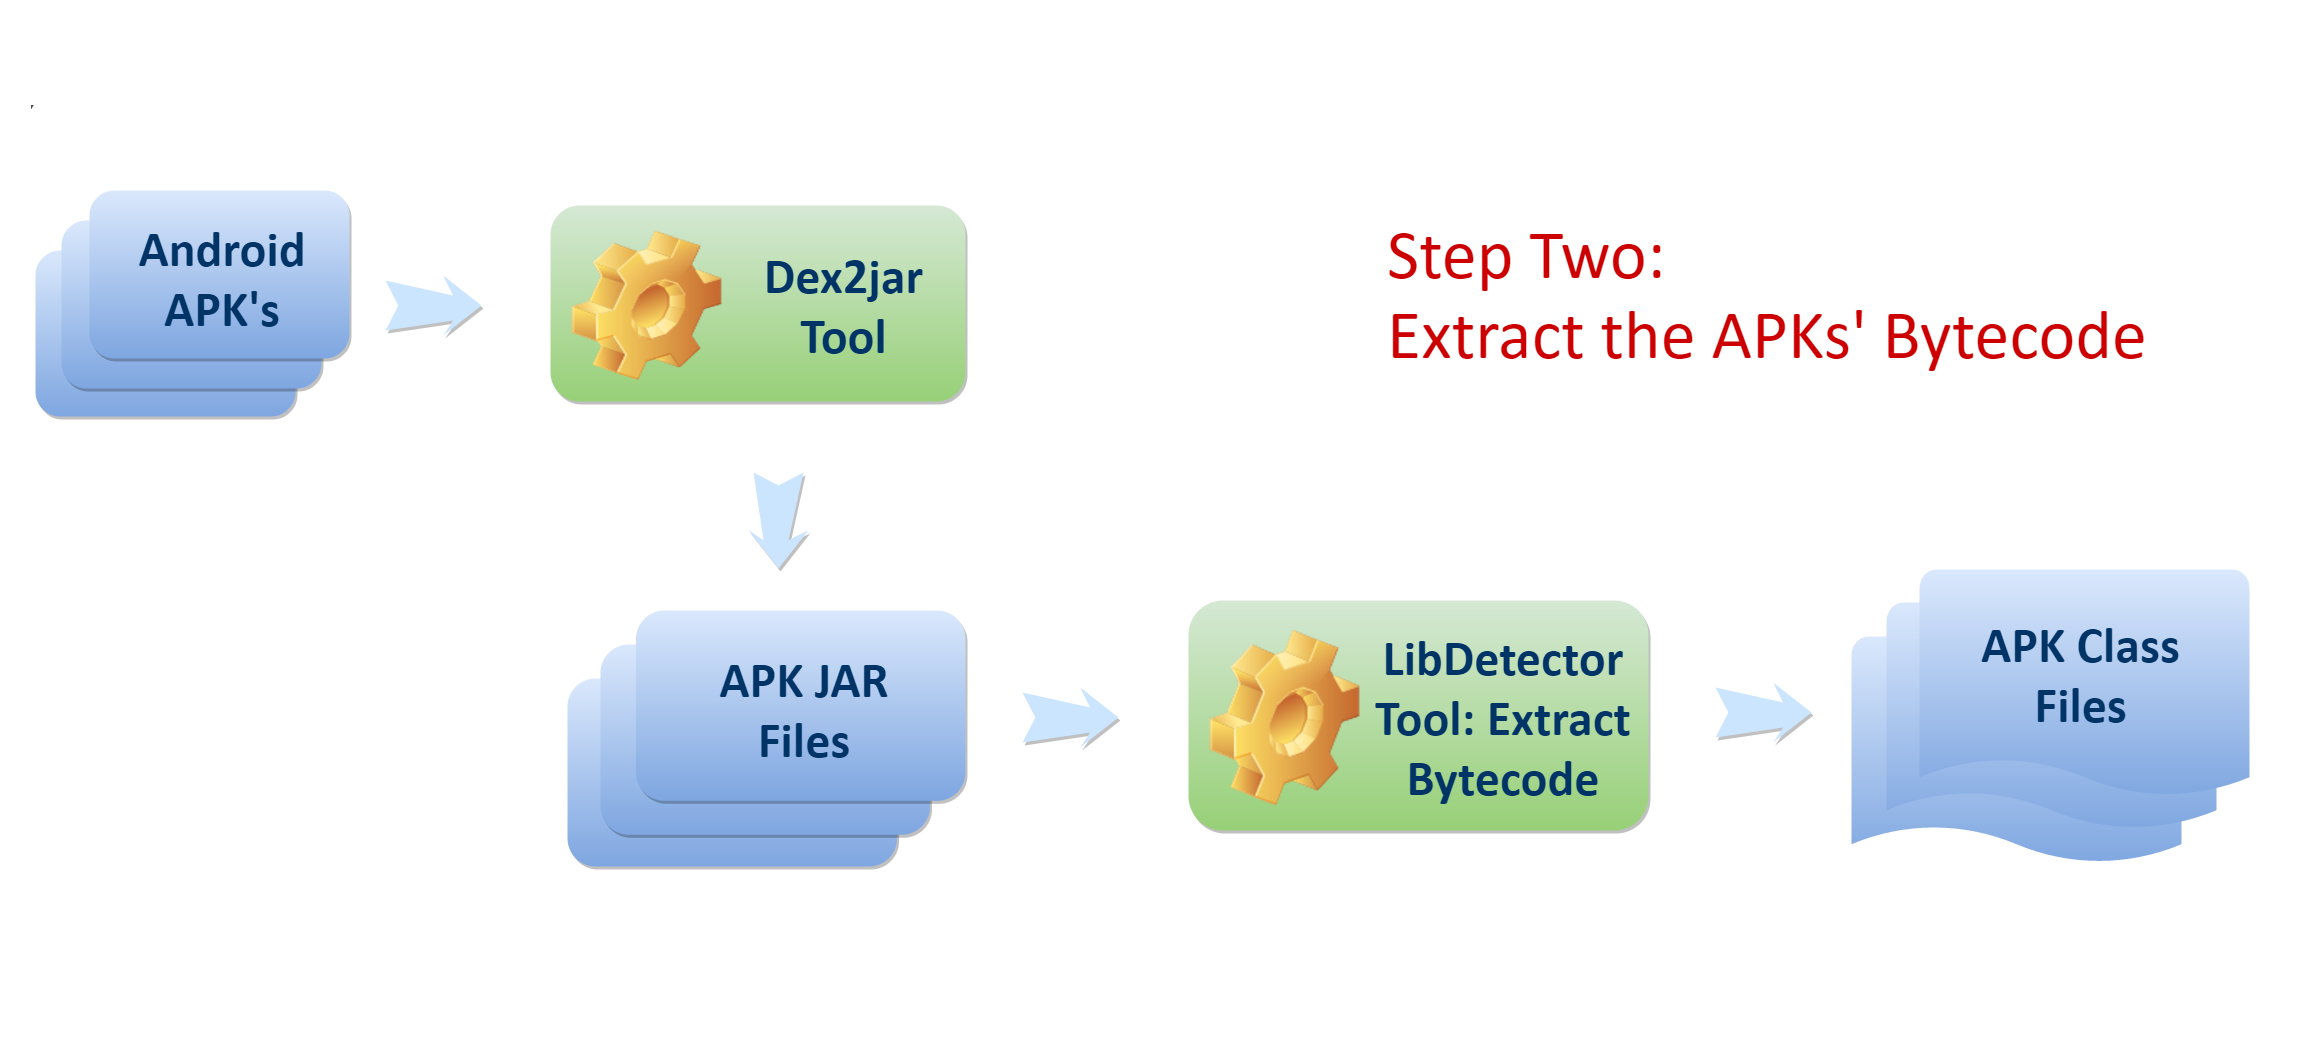 Android
APK's
Dex2jar
Tool
Step Two:
Extract the APKs' Bytecode
APK JAR
Files
LibDetector
Tool: Extract
Bytecode
APK Class
Files